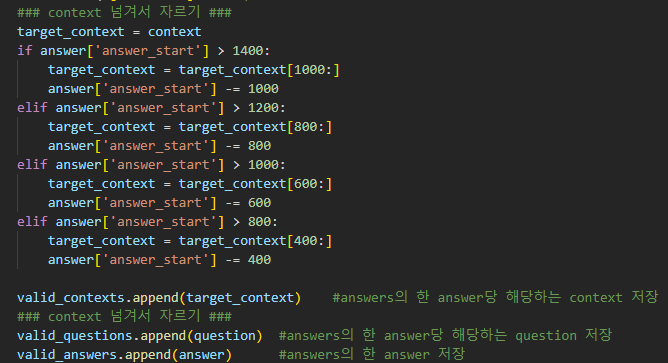 ### context 넘겨서 자르기 ###
target_context = context
if answer['answer_start'] > 1400:
    target_context = target_context[1000:]
    answer['answer_start'] -= 1000
elif answer['answer_start'] > 1200:
    target_context = target_context[800:]
    answer['answer_start'] -= 800
elif answer['answer_start'] > 1000:
    target_context = target_context[600:]
    answer['answer_start'] -= 600
elif answer['answer_start'] > 800:
    target_context = target_context[400:]
    answer['answer_start'] -= 400

valid_contexts.append(target_context)    #answers의 한 answer당 해당하는 context 저장
### context 넘겨서 자르기 ###
valid_questions.append(question)  #answers의 한 answer당 해당하는 question 저장
valid_answers.append(answer)      #answers의 한 answer 저장